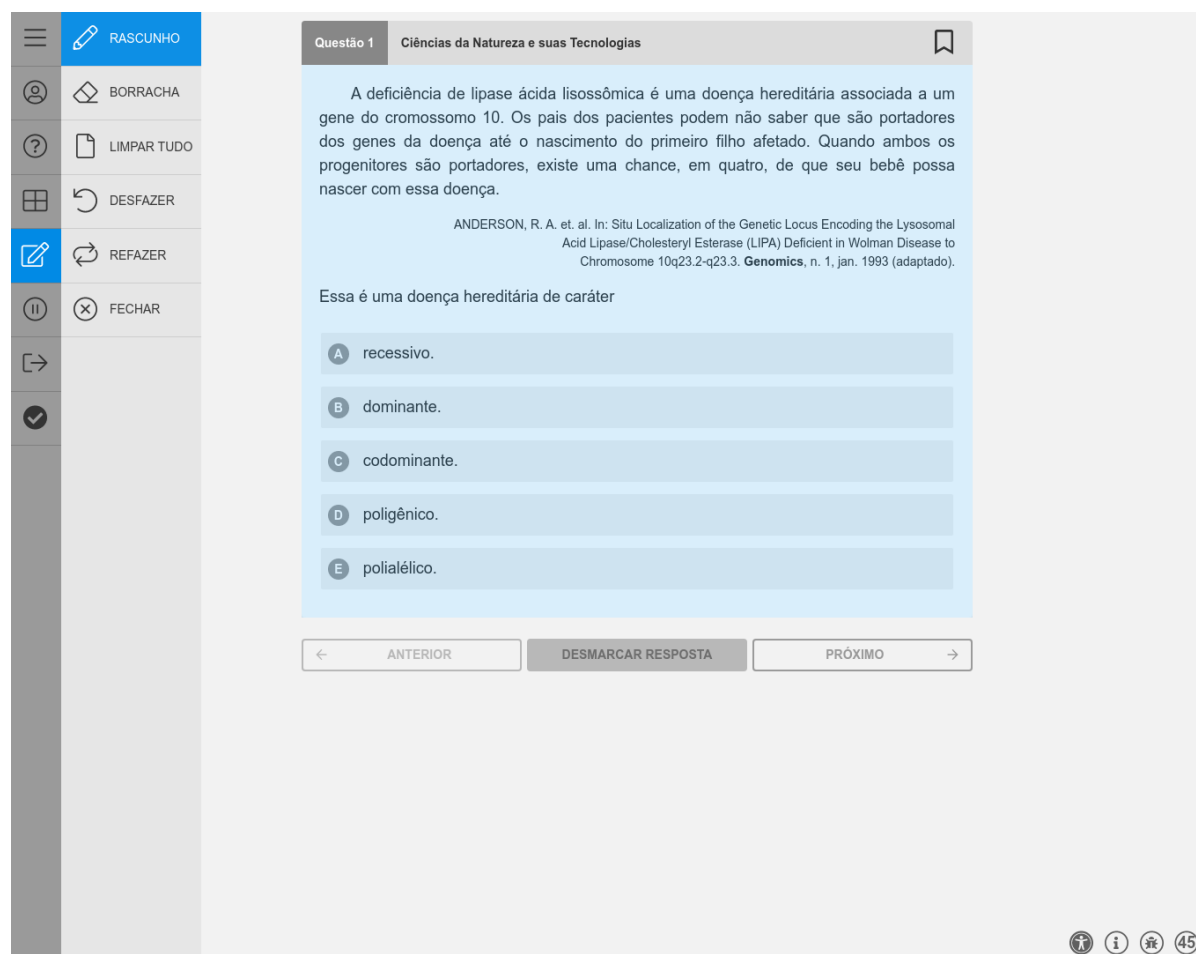 RASCUNHO
BORRACHA
LIMPAR TUDO
DESFAZER
REFAZER
FECHAR
Questão 1 Ciências da Natureza e suas Tecnologias
A deficiência de lipase ácida lisossômica é uma doença hereditária associada a um
gene do cromossomo 10. Os pais dos pacientes podem não saber que são portadores
dos genes da doença até o nascimento do primeiro filho afetado. Quando ambos os
progenitores são portadores, existe uma chance, em quatro, de que seu bebê possa
nascer com essa doença.
ANDERSON, R. A. et. al. In: Situ Localization of the Genetic Locus Encoding the Lysosomal
Acid Lipase/Cholesteryl Esterase (LIPA) Deficient in Wolman Disease to
Chromosome 10q23.2-q23.3. Genomics, n. 1, jan. 1993 (adaptado).
Essa é uma doença hereditária de caráter
A recessivo.
B dominante.
C codominante.
D poligênico.
E polialélico.
ANTERIOR DESMARCAR RESPOSTA PRÓXIMO
45